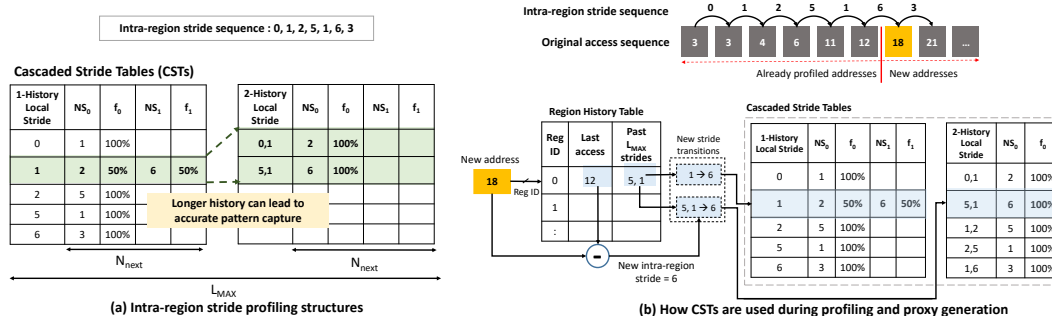 Intra-region stride sequence : 0, 1, 2, 5, 1, 6, 3
Cascaded Stride Tables (CSTs)
1-History Local Stride NS0 f0 NS1 f1
0 1 100%
1 2 50% 6 50%
2 5 100%
5 1 100%
6 3 100%
2-History Local Stride NS0 f0 NS1 f1
0,1 2 100%
5,1 6 100%
Longer history can lead to
accurate pattern capture
Nnext
Nnext
LMAX
(a) Intra-region stride profiling structures
Intra-region stride sequence 0 1 2 5 1 6 3
Original access sequence 3 3 4 6 11 12 18 21 ...
Already profiled addresses New addresses
Region History Table
Reg ID Last access Past LMAX strides
0 12 5, 1
1
:
New address
18
Reg ID
-
New intra-region
stride = 6
New stride
transitions
1 → 6
5, 1 → 6
Cascaded Stride Tables
1-History Local Stride NS0 f0 NS1 f1
0 1 100%
1 2 50% 6 50%
2 5 100%
5 1 100%
6 3 100%
2-History Local Stride NS0 f0
0,1 2 100%
5,1 6 100%
1,2 5 100%
2,5 1 100%
1,6 3 100%
(b) How CSTs are used during profiling and proxy generation